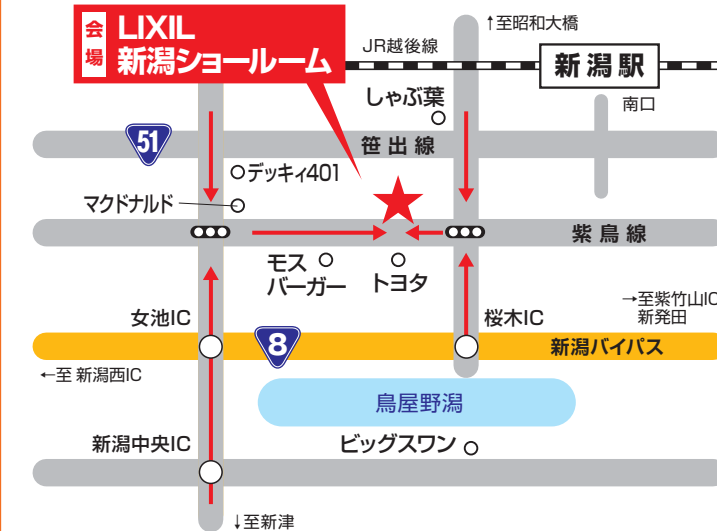 会場
LIXIL
新潟ショールーム
↑至昭和大橋
JR越後線
新潟駅
しゃぶ葉
南口
51
笹出線
デッキィ401
マクドナルド
紫鳥線
モス
バーガー
トヨタ
女池IC
桜木IC
→至紫竹山IC
新発田
8
新潟バイパス
←至 新潟西IC
鳥屋野潟
新潟中央IC
ビッグスワン
↓至新津